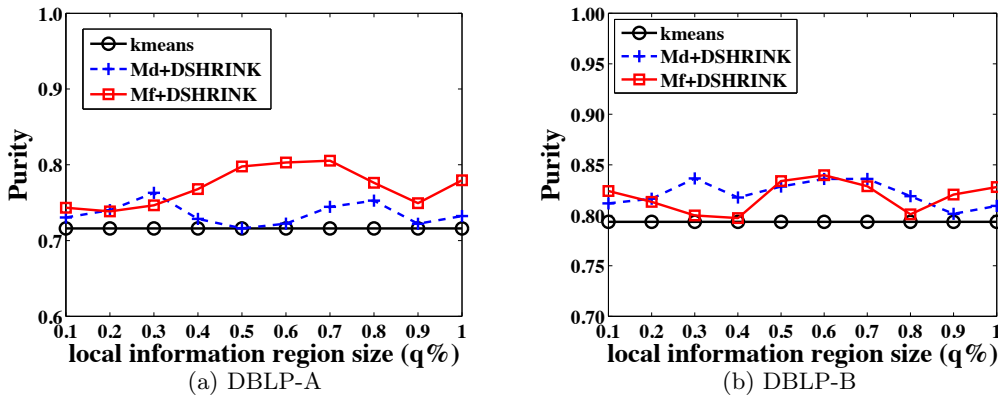 1.0
0.9
0.8
0.7
0.6
Purity
kmeans
Md+DSHRINK
Mf+DSHRINK
0.1 0.2 0.3 0.4 0.5 0.6 0.7 0.8 0.9 1
local information region size (q%)
(a) DBLP-A
1.00
0.95
0.90
0.85
0.80
0.75
0.70
Purity
kmeans
Md+DSHRINK
Mf+DSHRINK
0.1 0.2 0.3 0.4 0.5 0.6 0.7 0.8 0.9 1
local information region size (q%)
(b) DBLP-B